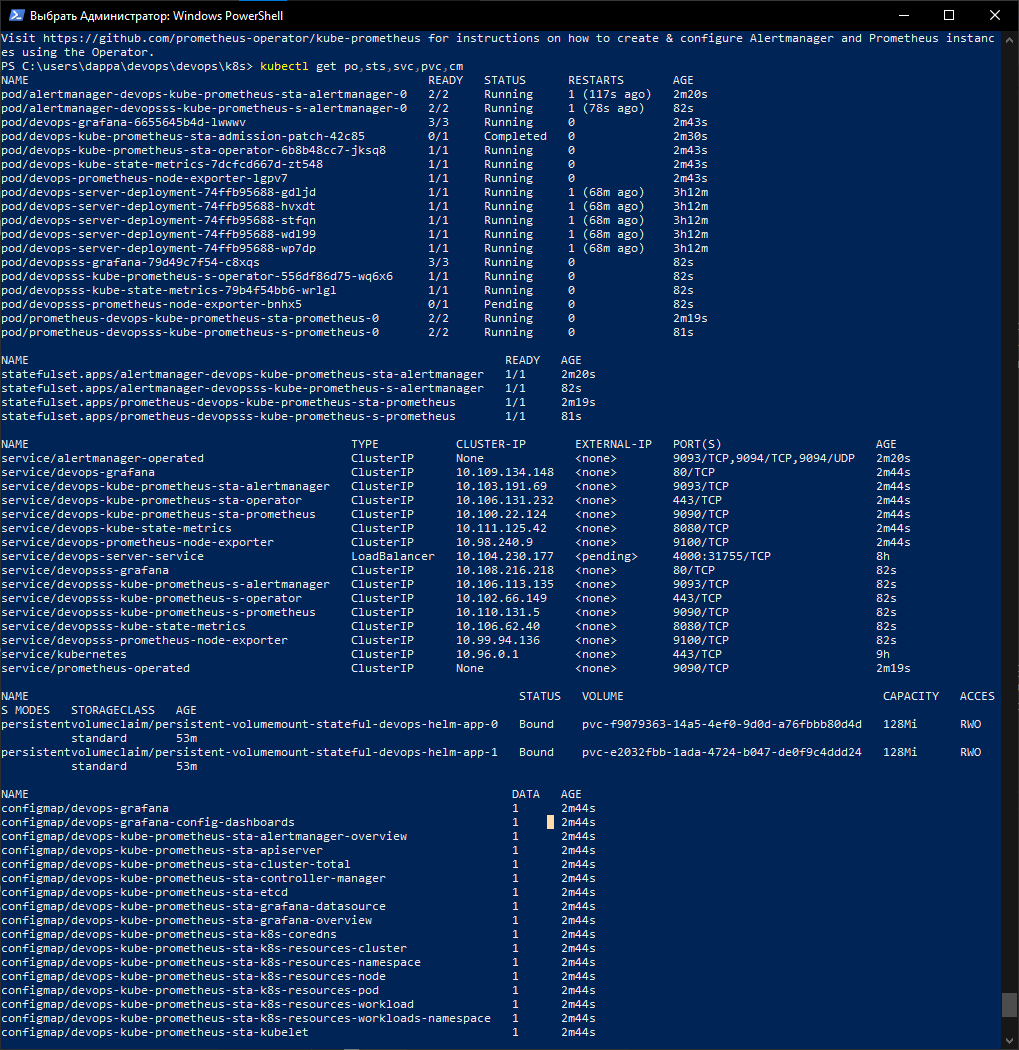 Выбрать Администратор: Windows PowerShell
Visit https://github.com/prometheus-operator/kube-prometheus for instructions on how to create & configure Alertmanager and Prometheus instanc
es using the Operator.
PS C:\users\dappa\devops\devops\k8s> kubectl get po,sts,svc,pvc,cm
NAME READY STATUS RESTARTS AGE
pod/alertmanager-devops-kube-prometheus-sta-alertmanager-0 2/2 Running 1 (117s ago) 2m20s
pod/alertmanager-devopsss-kube-prometheus-s-alertmanager-0 2/2 Running 1 (78s ago) 82s
pod/devops-grafana-6655645b4d-lwwwv 3/3 Running 0 2m43s
pod/devops-kube-prometheus-sta-admission-patch-42c85 0/1 Completed 0 2m30s
pod/devops-kube-prometheus-sta-operator-6b8b48cc7-jksq8 1/1 Running 0 2m43s
pod/devops-kube-state-metrics-7dcfcd667d-zt548 1/1 Running 0 2m43s
pod/devops-prometheus-node-exporter-lgpv7 1/1 Running 0 2m43s
pod/devops-server-deployment-74ffb95688-gdljd 1/1 Running 1 (68m ago) 3h12m
pod/devops-server-deployment-74ffb95688-hvxdt 1/1 Running 1 (68m ago) 3h12m
pod/devops-server-deployment-74ffb95688-stfqn 1/1 Running 1 (68m ago) 3h12m
pod/devops-server-deployment-74ffb95688-wdl99 1/1 Running 1 (68m ago) 3h12m
pod/devops-server-deployment-74ffb95688-wp7dp 1/1 Running 1 (68m ago) 3h12m
pod/devopsss-grafana-79d49c7f54-c8xqs 3/3 Running 0 82s
pod/devopsss-kube-prometheus-s-operator-556df86d75-wq6x6 1/1 Running 0 82s
pod/devopsss-kube-state-metrics-79b4f54bb6-wrlgl 1/1 Running 0 82s
pod/devopsss-prometheus-node-exporter-bnhx5 0/1 Pending 0 82s
pod/prometheus-devops-kube-prometheus-sta-prometheus-0 2/2 Running 0 2m19s
pod/prometheus-devopsss-kube-prometheus-s-prometheus-0 2/2 Running 0 81s
NAME READY AGE
statefulset.apps/alertmanager-devops-kube-prometheus-sta-alertmanager 1/1 2m20s
statefulset.apps/alertmanager-devopsss-kube-prometheus-s-alertmanager 1/1 82s
statefulset.apps/prometheus-devops-kube-prometheus-sta-prometheus 1/1 2m19s
statefulset.apps/prometheus-devopsss-kube-prometheus-s-prometheus 1/1 81s
NAME TYPE CLUSTER-IP EXTERNAL-IP PORT(S) AGE
service/alertmanager-operated ClusterIP None <none> 9093/TCP,9094/TCP,9094/UDP 2m20s
service/devops-grafana ClusterIP 10.109.134.148 <none> 80/TCP 2m44s
service/devops-kube-prometheus-sta-alertmanager ClusterIP 10.103.191.69 <none> 9093/TCP 2m44s
service/devops-kube-prometheus-sta-operator ClusterIP 10.106.131.232 <none> 443/TCP 2m44s
service/devops-kube-prometheus-sta-prometheus ClusterIP 10.100.22.124 <none> 9090/TCP 2m44s
service/devops-kube-state-metrics ClusterIP 10.111.125.42 <none> 8080/TCP 2m44s
service/devops-prometheus-node-exporter ClusterIP 10.98.240.9 <none> 9100/TCP 2m44s
service/devops-server-service LoadBalancer 10.104.230.177 <pending> 4000:31755/TCP 8h
service/devopsss-grafana ClusterIP 10.108.216.218 <none> 80/TCP 82s
service/devopsss-kube-prometheus-s-alertmanager ClusterIP 10.106.113.135 <none> 9093/TCP 82s
service/devopsss-kube-prometheus-s-operator ClusterIP 10.102.66.149 <none> 443/TCP 82s
service/devopsss-kube-prometheus-s-prometheus ClusterIP 10.110.131.5 <none> 9090/TCP 82s
service/devopsss-kube-state-metrics ClusterIP 10.106.62.40 <none> 8080/TCP 82s
service/devopsss-prometheus-node-exporter ClusterIP 10.99.94.136 <none> 9100/TCP 82s
service/kubernetes ClusterIP 10.96.0.1 <none> 443/TCP 9h
service/prometheus-operated ClusterIP None <none> 9090/TCP 2m19s
NAME STATUS VOLUME CAPACITY ACCES
S MODES STORAGECLASS AGE
persistentvolumeclaim/persistent-volumemount-stateful-devops-helm-app-0 Bound pvc-f9079363-14a5-4ef0-9d0d-a76fbbb80d4d 128Mi RWO
standard 53m
persistentvolumeclaim/persistent-volumemount-stateful-devops-helm-app-1 Bound pvc-e2032fbb-1ada-4724-b047-de0f9c4ddd24 128Mi RWO
standard 53m
NAME DATA AGE
configmap/devops-grafana 1 2m44s
configmap/devops-grafana-config-dashboards 1 2m44s
configmap/devops-kube-prometheus-sta-alertmanager-overview 1 2m44s
configmap/devops-kube-prometheus-sta-apiserver 1 2m44s
configmap/devops-kube-prometheus-sta-cluster-total 1 2m44s
configmap/devops-kube-prometheus-sta-controller-manager 1 2m44s
configmap/devops-kube-prometheus-sta-etcd 1 2m44s
configmap/devops-kube-prometheus-sta-grafana-datasource 1 2m44s
configmap/devops-kube-prometheus-sta-grafana-overview 1 2m44s
configmap/devops-kube-prometheus-sta-k8s-coredns 1 2m44s
configmap/devops-kube-prometheus-sta-k8s-resources-cluster 1 2m44s
configmap/devops-kube-prometheus-sta-k8s-resources-namespace 1 2m44s
configmap/devops-kube-prometheus-sta-k8s-resources-node 1 2m44s
configmap/devops-kube-prometheus-sta-k8s-resources-pod 1 2m44s
configmap/devops-kube-prometheus-sta-k8s-resources-workload 1 2m44s
configmap/devops-kube-prometheus-sta-k8s-resources-workloads-namespace 1 2m44s
configmap/devops-kube-prometheus-sta-kubelet 1 2m44s